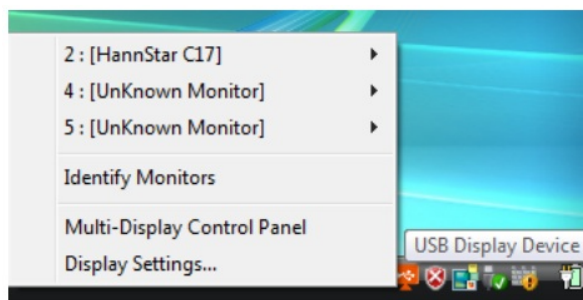 2 : [HannStar C17]
4 : [UnKnown Monitor]
5 : [UnKnown Monitor]
Identify Monitors
Multi-Display Control Panel
Display Settings...
USB Display Device